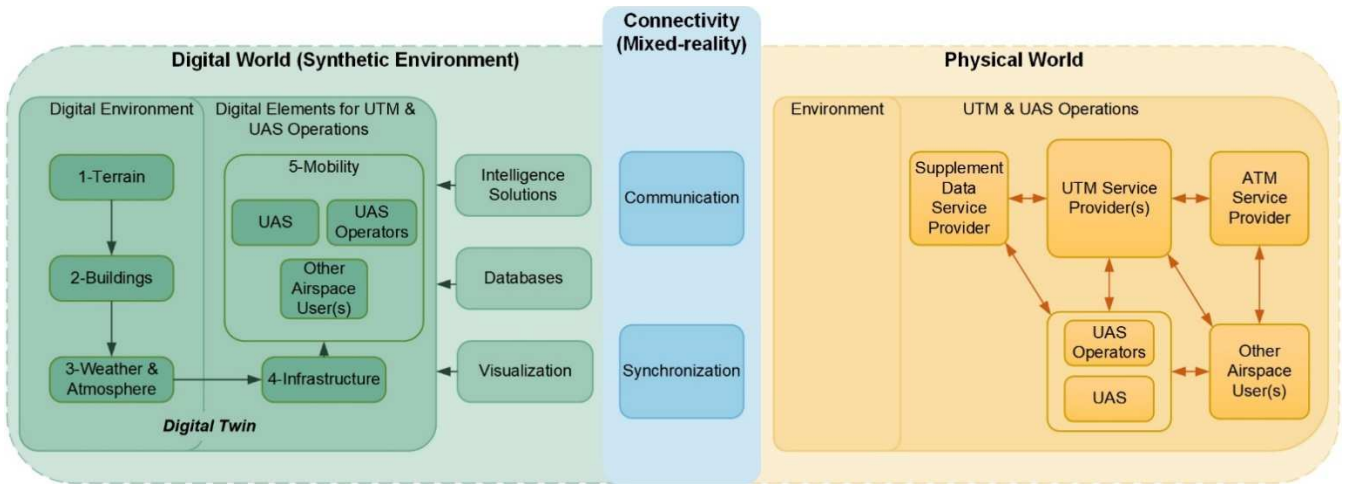 Connectivity
(Mixed-reality)
Digital World (Synthetic Environment)
Physical World
Digital Environment
Digital Elements for UTM &
UAS Operations
1-Terrain
2-Buildings
3-Weather &
Atmosphere
5-Mobility
UAS
UAS
Operators
Other
Airspace
User(s)
4-Infrastructure
Digital Twin
Intelligence
Solutions
Databases
Visualization
Communication
Synchronization
Environment
UTM & UAS Operations
Supplement
Data
Service
Provider
UTM Service
Provider(s)
ATM
Service
Provider
UAS
Operators
UAS
Other
Airspace
User(s)